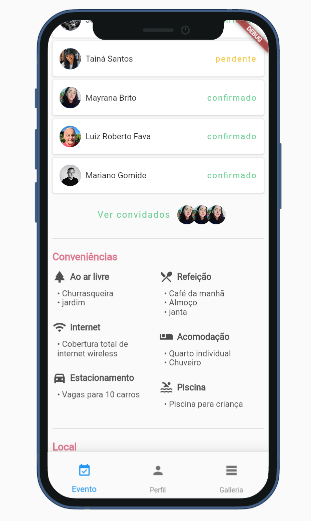 DEBUG
Tainá Santos pendente
Mayrana Brito confirmado
Luiz Roberto Fava confirmado
Mariano Gomide confirmado
Ver convidados
Conveniências
Ao ar livre
• Churrasqueira
• jardim
Refeição
• Café da manhã
• Almoço
• janta
Internet
• Cobertura total de
internet wireless
Acomodação
• Quarto individual
• Chuveiro
Estacionamento
• Vagas para 10 carros
Piscina
• Piscina para criança
Local
Evento Perfil Galleria